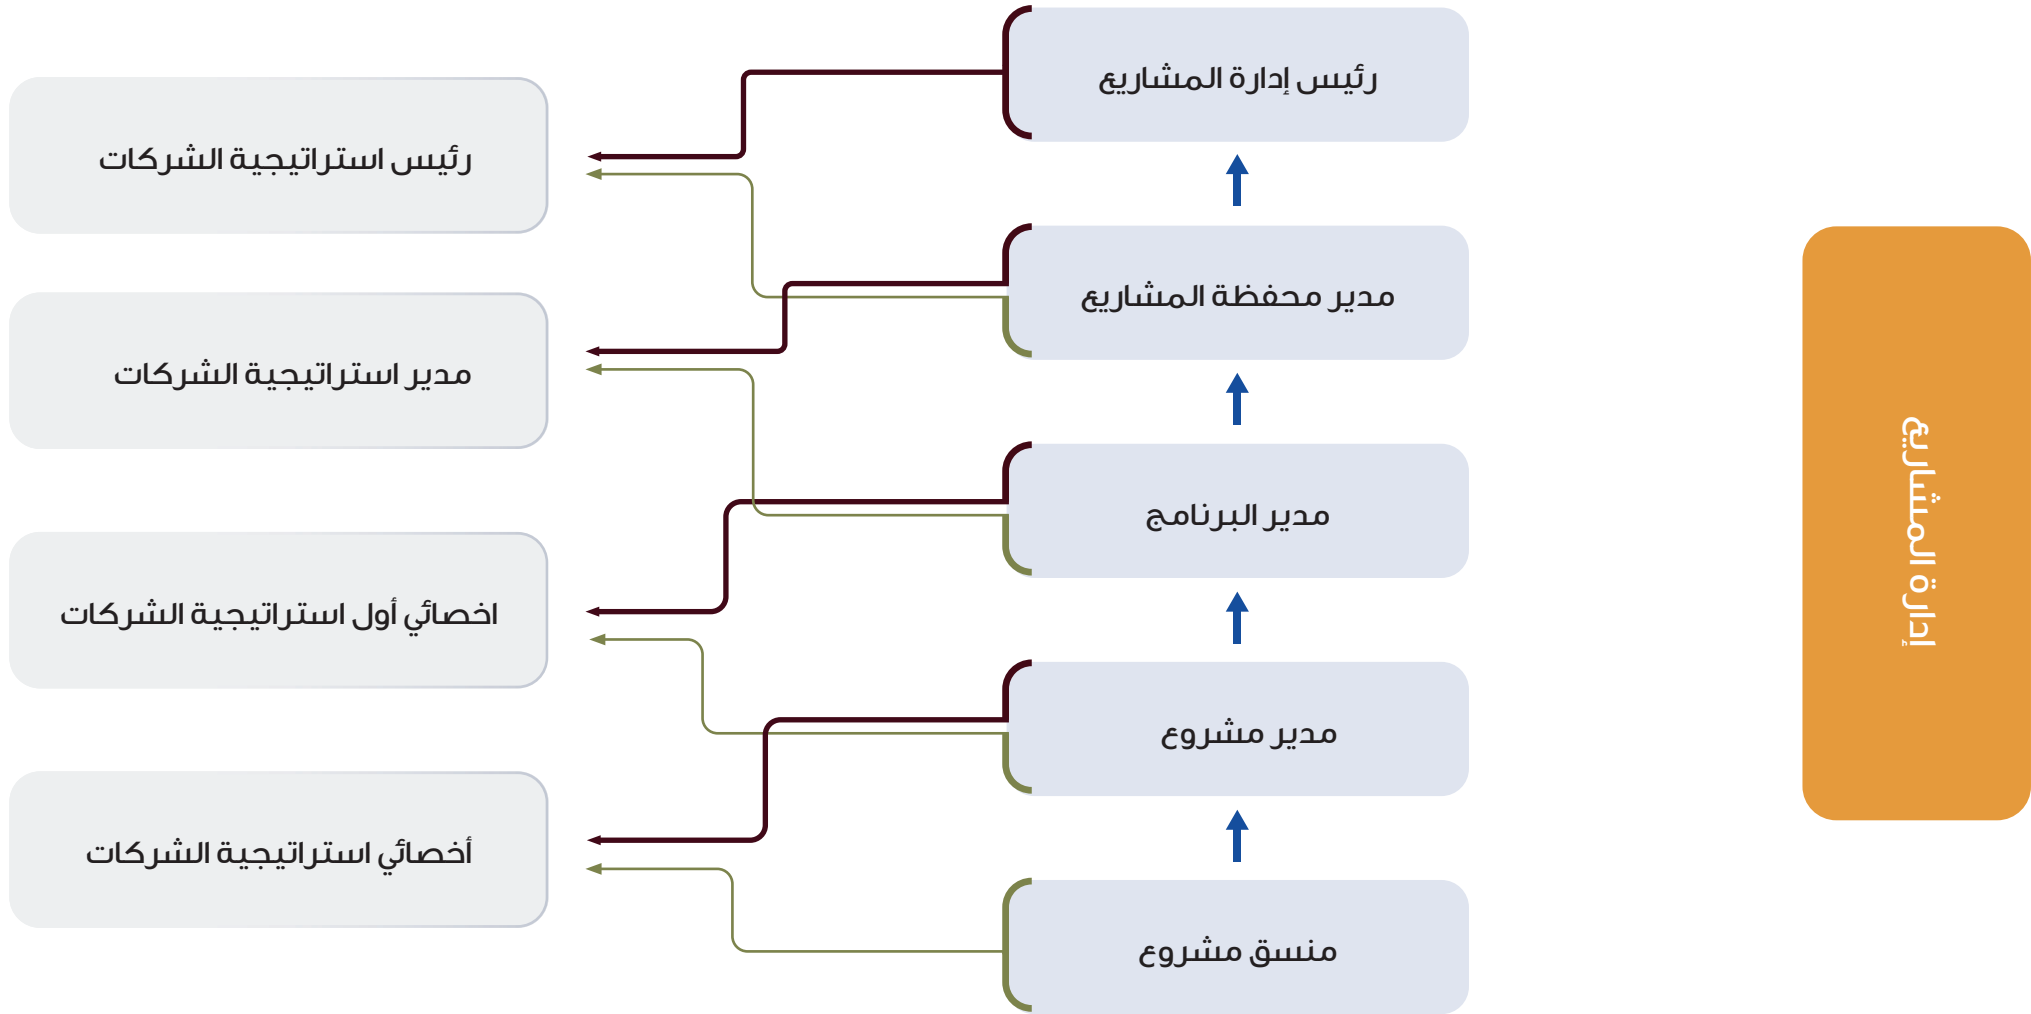 إدارة المشاريع
رئيس إدارة المشاريع
مدير محفظة المشاريع
مدير البرنامج
مدير مشروع
منسق مشروع
رئيس استراتيجية الشركات
مدير استراتيجية الشركات
اخصائي أول استراتيجية الشركات
أخصائي استراتيجية الشركات